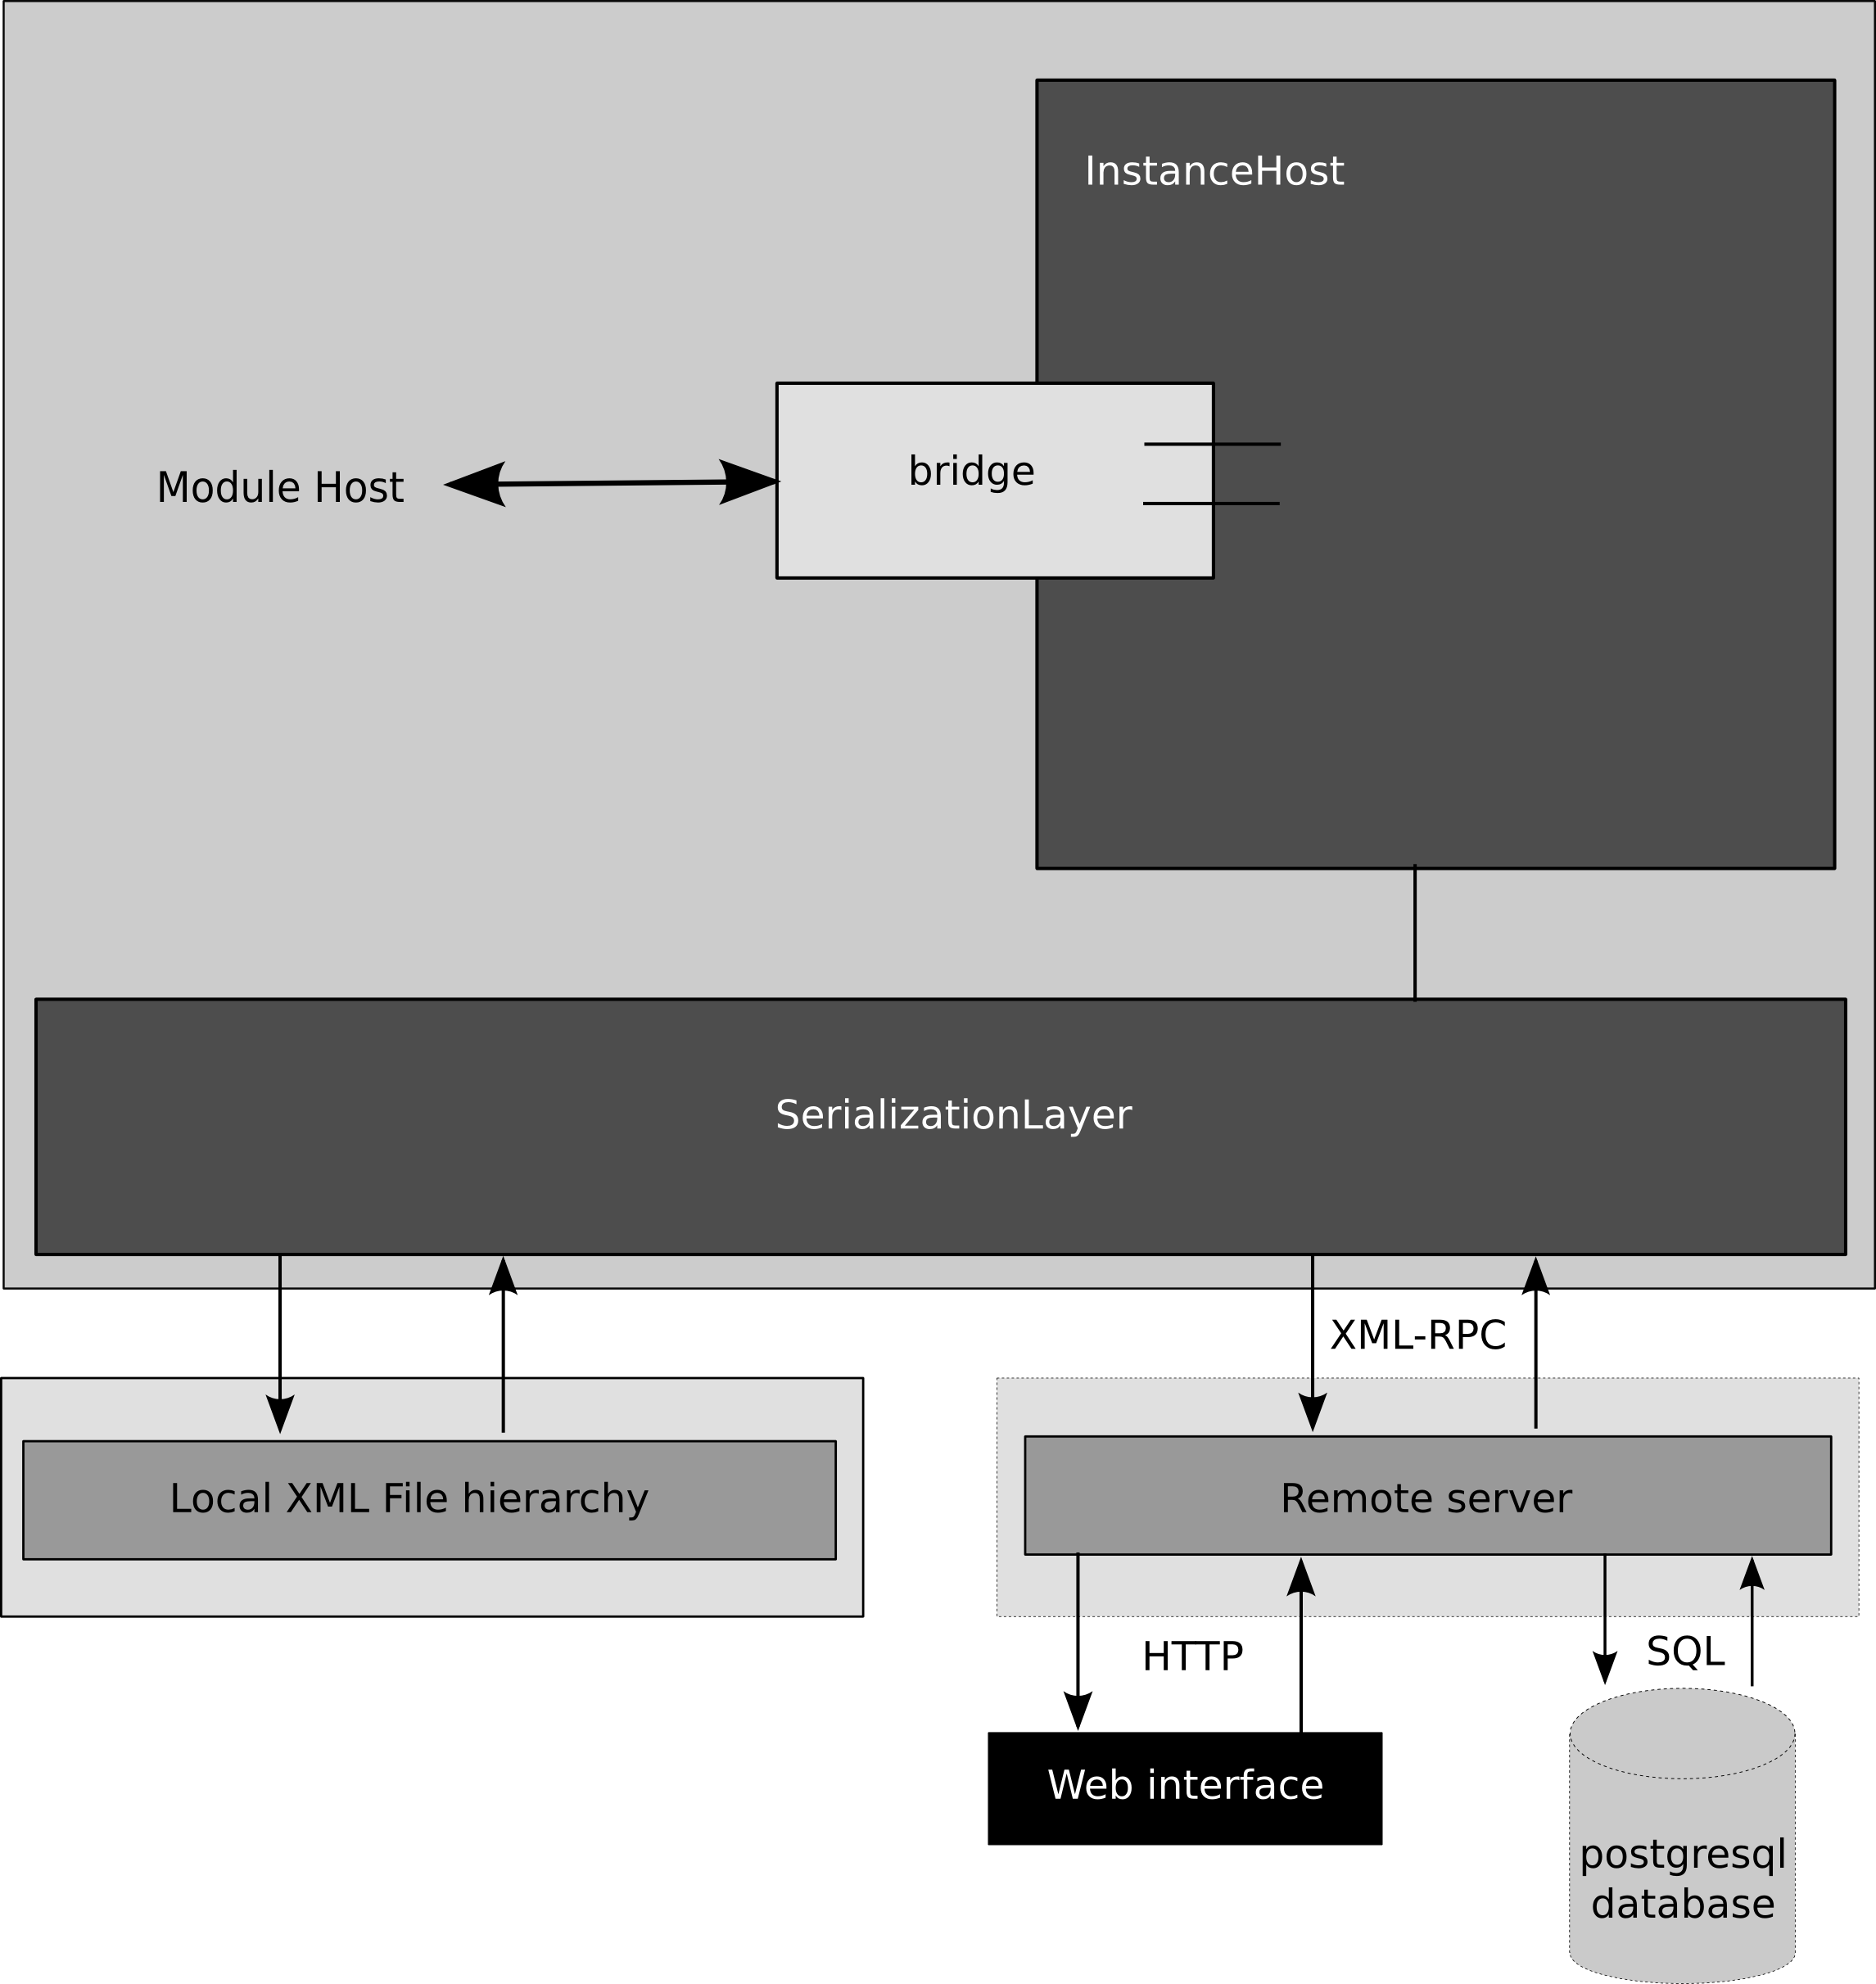 InstanceHost
bridge
Module Host
SerializationLayer
XML-RPC
Local XML File hierarchy
Remote server
HTTP
SQL
Web interface
postgresql
database